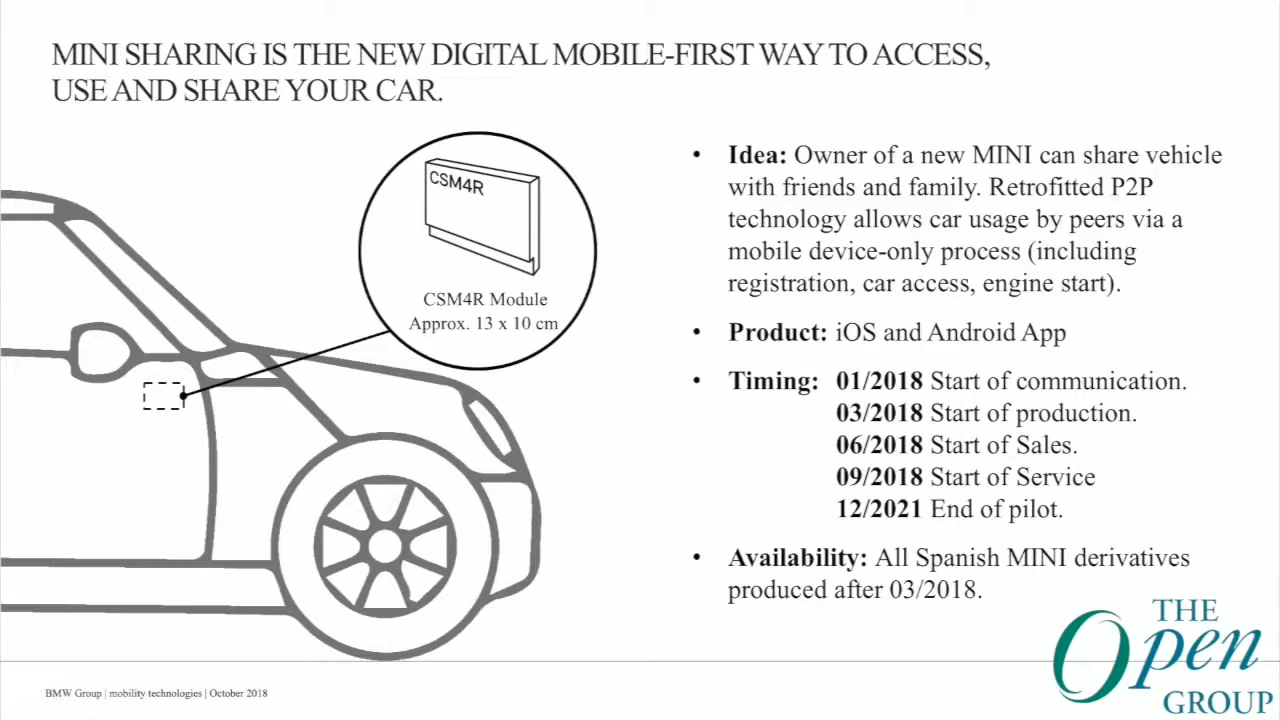 MINI SHARING IS THE NEW DIGITAL MOBILE-FIRST WAY TO ACCESS,
USE AND SHARE YOUR CAR.
CSM4R
CSM4R Module
Approx. 13 x 10 cm
• Idea: Owner of a new MINI can share vehicle
with friends and family. Retrofitted P2P
technology allows car usage by peers via a
mobile device-only process (including
registration, car access, engine start).
• Product: iOS and Android App
• Timing: 01/2018 Start of communication.
03/2018 Start of production.
06/2018 Start of Sales.
09/2018 Start of Service
12/2021 End of pilot.
• Availability: All Spanish MINI derivatives
produced after 03/2018.
BMW Group | mobility technologies | October 2018
THE
Open
GROUP